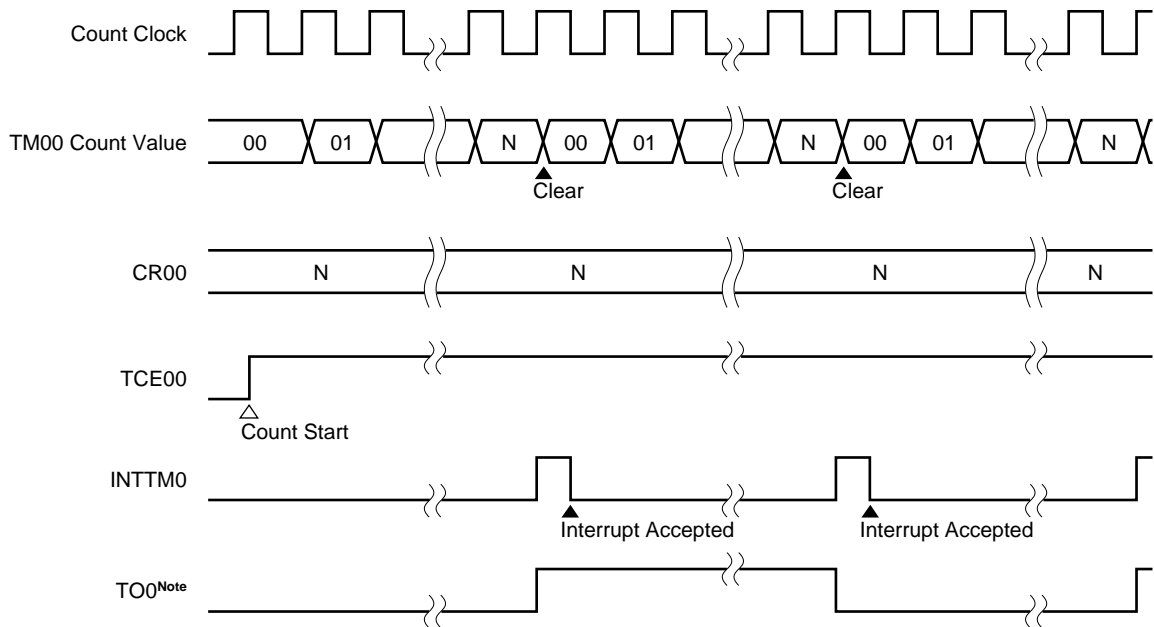 Count Clock
TM00 Count Value 00 01 N 00 01 N 00 01 N
Clear Clear
CR00 N N N N
TCE00
Count Start
INTTM0
Interrupt Accepted Interrupt Accepted
TO0Note